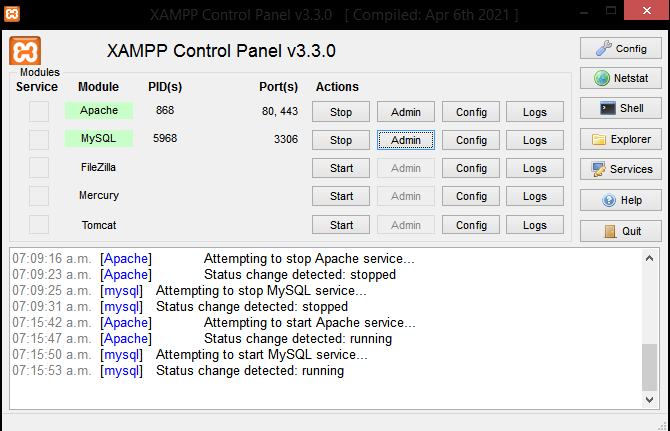 XAMPP Control Panel v3.3.0 [ Compiled: Apr 6th 2021 ]
XAMPP Control Panel v3.3.0
Config
Modules
Service Module PID(s) Port(s) Actions
Netstat
Apache 868 80, 443 Stop Admin Config Logs
Shell
MySQL 5968 3306 Stop Admin Config Logs
Explorer
FileZilla Start Admin Config Logs
Services
Mercury Start Admin Config Logs
Help
Tomcat Start Admin Config Logs
Quit
07:09:16 a.m. [Apache] Attempting to stop Apache service...
07:09:23 a.m. [Apache] Status change detected: stopped
07:09:25 a.m. [mysql] Attempting to stop MySQL service...
07:09:31 a.m. [mysql] Status change detected: stopped
07:15:42 a.m. [Apache] Attempting to start Apache service...
07:15:47 a.m. [Apache] Status change detected: running
07:15:50 a.m. [mysql] Attempting to start MySQL service...
07:15:53 a.m. [mysql] Status change detected: running